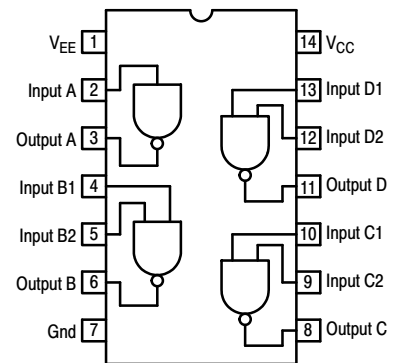 VEE 1
Input A 2
Output A 3
Input B1 4
Input B2 5
Output B 6
Gnd 7
14 VCC
13 Input D1
12 Input D2
11 Output D
10 Input C1
9 Input C2
8 Output C